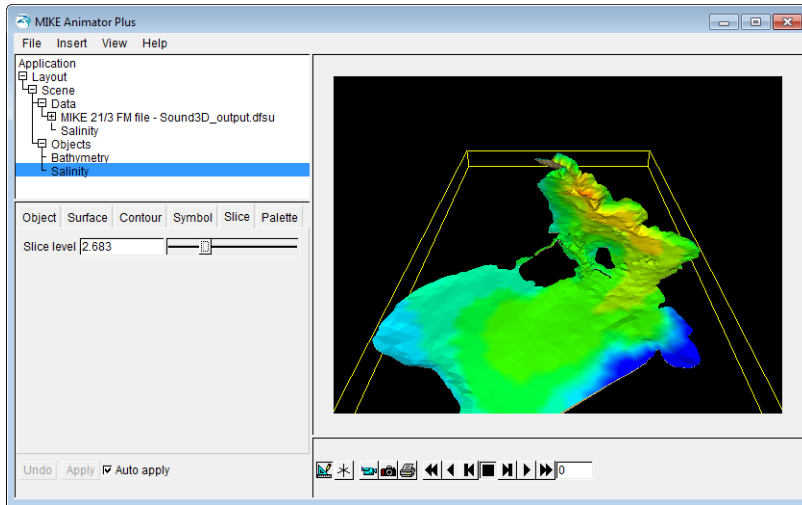 MIKE Animator Plus
File Insert View Help
Application
Layout
Scene
Data
MIKE 21/3 FM file - Sound3D_output.dfsu
Salinity
Objects
Bathymetry
Salinity
Object Surface Contour Symbol Slice Palette
Slice level 2.683
Undo Apply Auto apply
0